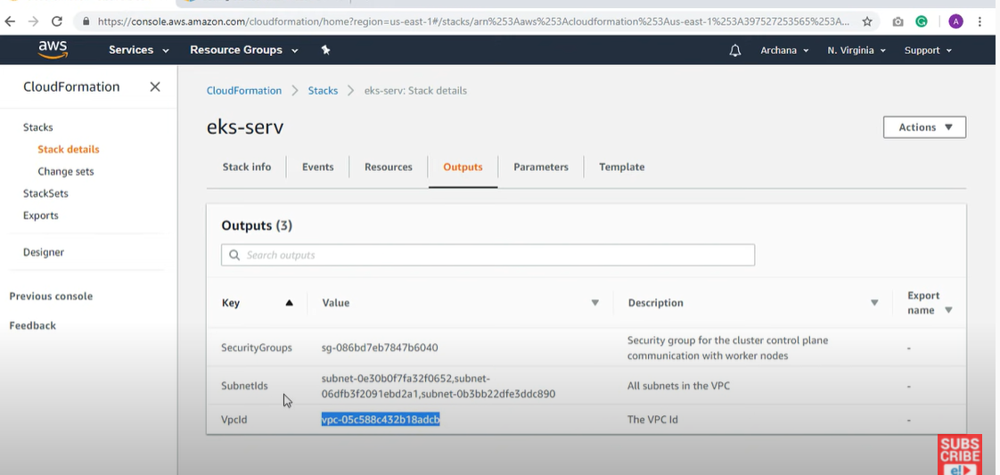 https://console.aws.amazon.com/cloudformation/home?region=us-east-1#/stacks/arn%253Aaws%253Acloudformation%253Aus-east-1%253A397527253565%253A...
A
aws
Services
Resource Groups
Archana
N. Virginia
Support
CloudFormation
Stacks
Stack details
Change sets
StackSets
Exports
Designer
Previous console
Feedback
CloudFormation
Stacks
eks-serv: Stack details
eks-serv
Actions
Stack info
Events
Resources
Outputs
Parameters
Template
Outputs (3)
Search outputs
Key
Value
Description
Export
name
SecurityGroups
sg-086bd7eb7847b6040
Security group for the cluster control plane
communication with worker nodes
-
SubnetIds
subnet-0e30b0f7fa32f0652,subnet-
06dfb3f2091ebd2a1,subnet-0b3bb22dfe3ddc890
All subnets in the VPC
-
VpcId
vpc-05c588c432b18adcb
The VPC Id
-
SUBS
CRIBE
e!